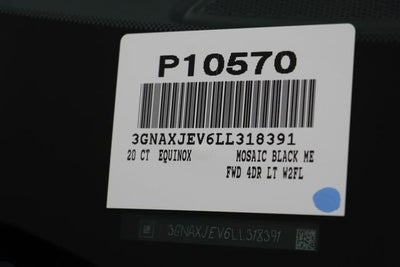 P10570
3GNAXJEV6LL318391
20 CT EQUINOX MOSAIC BLACK ME
FWD 4DR LT W2FL
3GNAXJEV6LL318391